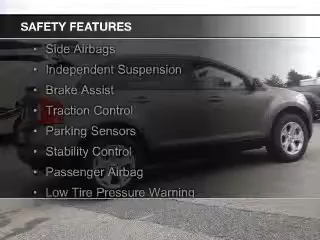 SAFETY FEATURES
• Side Airbags
• Independent Suspension
• Brake Assist
• Traction Control
• Parking Sensors
• Stability Control
• Passenger Airbag
• Low Tire Pressure Warning